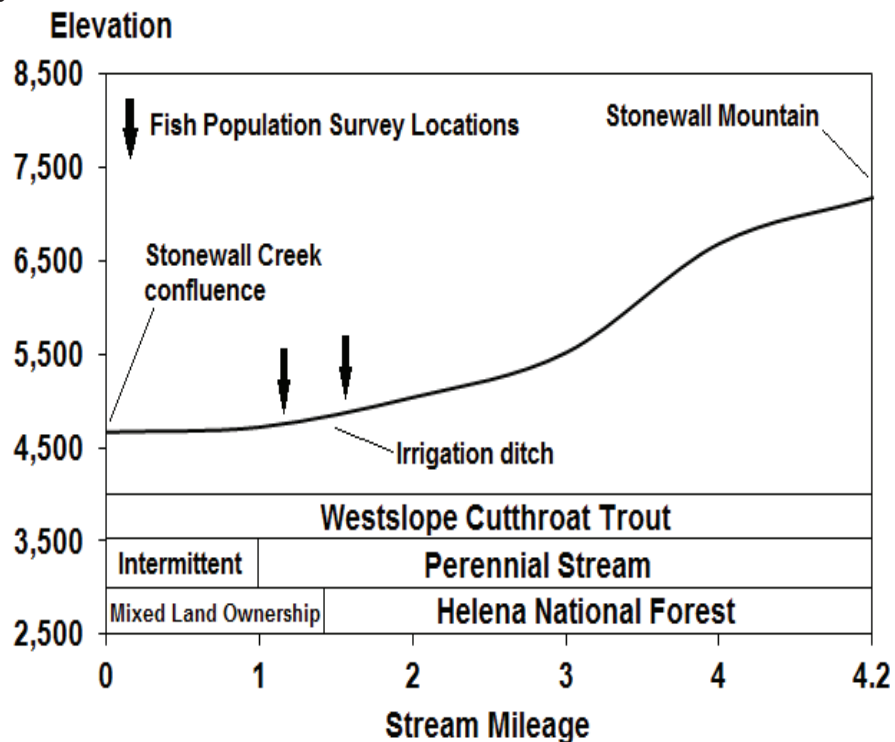 Elevation
8,500
Fish Population Survey Locations
Stonewall Mountain
7,500
6,500
Stonewall Creek
confluence
5,500
4,500
Irrigation ditch
Westslope Cutthroat Trout
3,500
Intermittent
Perennial Stream
Mixed Land Ownership
Helena National Forest
2,500
0
1
2
3
4
4.2
Stream Mileage